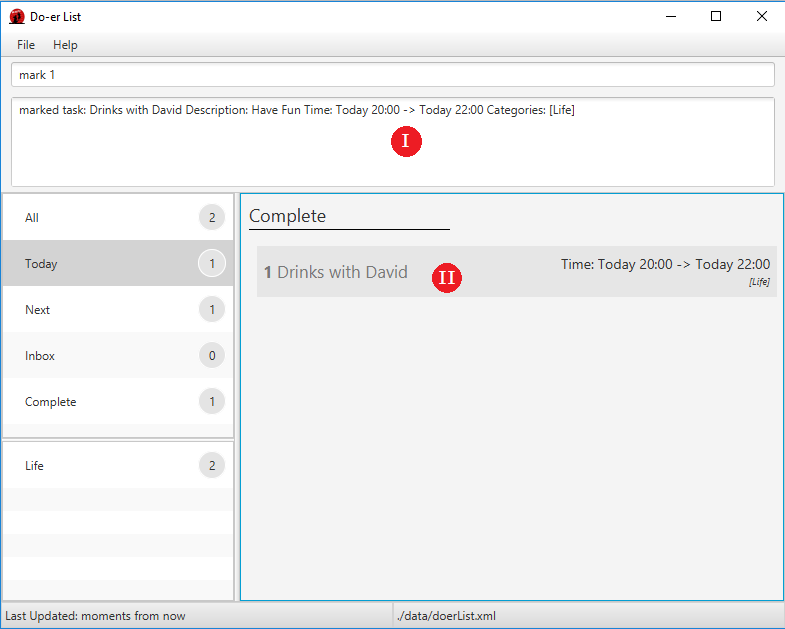 Do-er List
File Help
mark 1
marked task: Drinks with David Description: Have Fun Time: Today 20:00 -> Today 22:00 Categories: [Life]
I
All 2
Today 1
Next 1
Inbox 0
Complete 1
Life 2
Complete
1 Drinks with David
II
Time: Today 20:00 -> Today 22:00
[Life]
Last Updated: moments from now
./data/doerList.xml